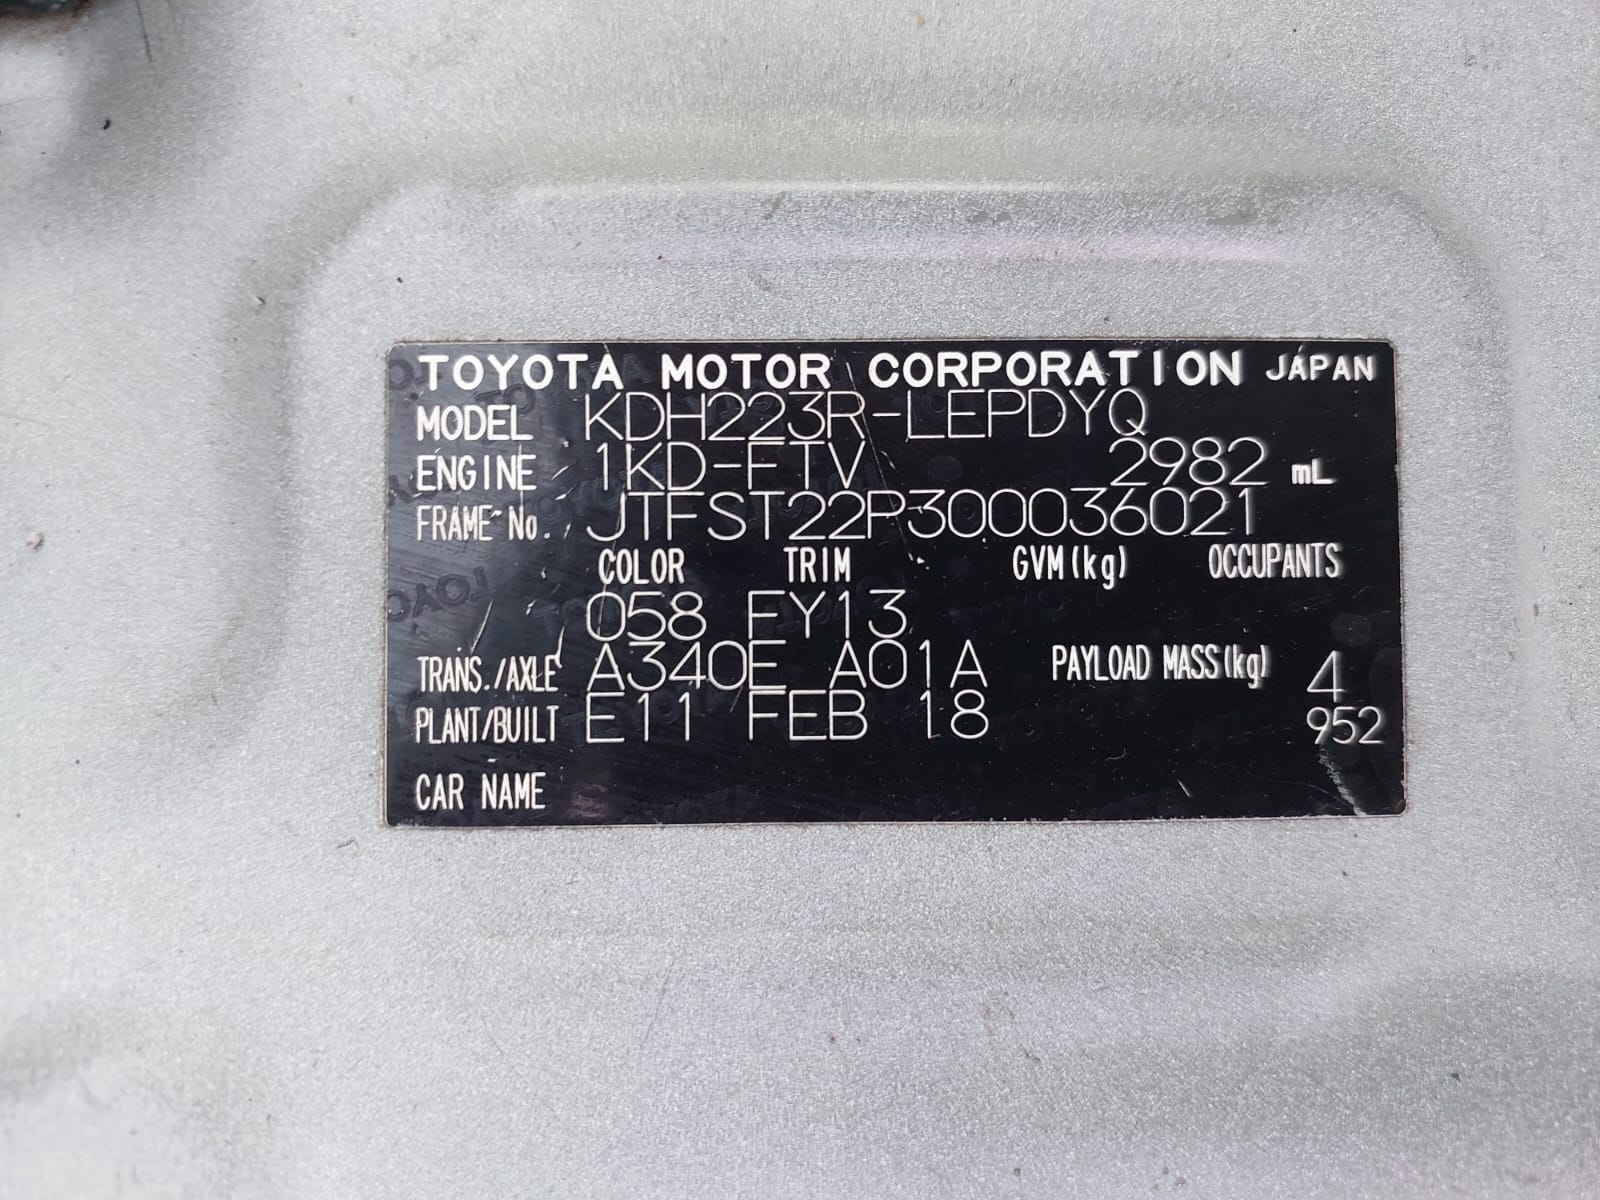 TOYOTA MOTOR CORPORATION JAPAN
MODEL KDH223R-LEPDYQ
ENGINE 1KD-FTV 2982 mL
FRAME No. JTFST22P300036021
COLOR TRIM GVM(kg) OCCUPANTS
058 FY13
TRANS./AXLE A340E A01A PAYLOAD MASS(kg) 4
PLANT/BUILT E11 FEB 18 952
CAR NAME